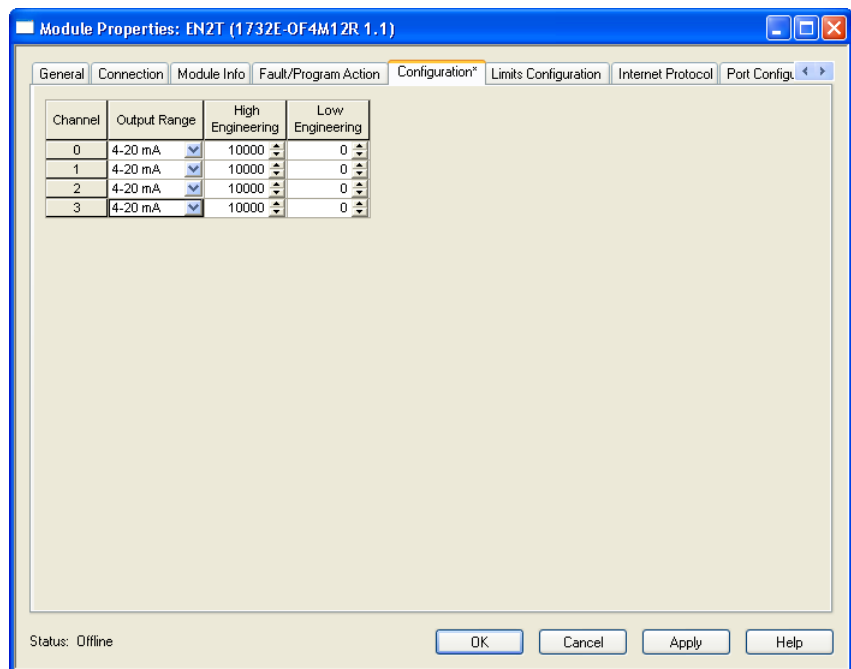 Module Properties: EN2T (1732E-OF4M12R 1.1)
General Connection Module Info Fault/Program Action Configuration* Limits Configuration Internet Protocol Port Configu
Channel Output Range High Engineering Low Engineering
0 4-20 mA 10000 0
1 4-20 mA 10000 0
2 4-20 mA 10000 0
3 4-20 mA 10000 0
Status: Offline OK Cancel Apply Help